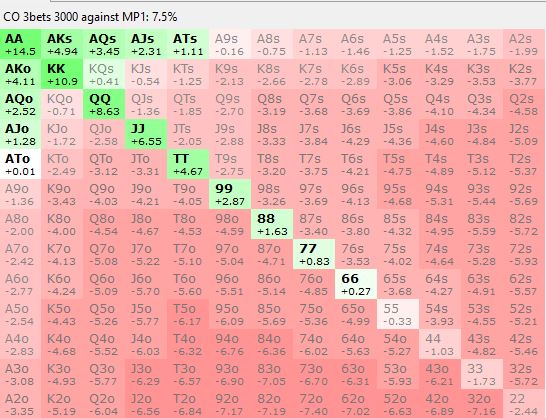 CO 3bets 3000 against MP1: 7.5%
AA AKs AQs AJs ATs A9s A8s A7s A6s A5s A4s A3s A2s
+14.5 +4.94 +3.45 +2.31 +1.11 -0.16 -0.75 -1.13 -1.46 -1.25 -1.52 -1.75 -1.99
AKo KK KQs KJs KTs K9s K8s K7s K6s K5s K4s K3s K2s
+4.11 +10.9 +0.41 -0.54 -1.25 -2.13 -2.66 -2.78 -2.89 -3.06 -3.29 -3.53 -3.77
AQo KQo QQ QJs QTs Q9s Q8s Q7s Q6s Q5s Q4s Q3s Q2s
+2.52 -0.71 +8.63 -1.36 -1.85 -2.70 -3.19 -3.68 -3.69 -3.86 -4.10 -4.34 -4.58
AJo KJo QJo JJ JTs J9s J8s J7s J6s J5s J4s J3s J2s
+1.28 -1.72 -2.58 +6.55 -2.05 -2.88 -3.33 -3.84 -4.29 -4.36 -4.60 -4.84 -5.09
ATo KTo QTo JTo TT T9s T8s T7s T6s T5s T4s T3s T2s
+0.01 -2.49 -3.12 -3.31 +4.67 -2.75 -3.20 -3.75 -4.21 -4.75 -4.89 -5.12 -5.37
A9o K9o Q9o J9o T9o 99 98s 97s 96s 95s 94s 93s 92s
-1.36 -3.43 -4.03 -4.21 -4.05 +2.87 -3.26 -3.69 -4.13 -4.68 -5.31 -5.44 -5.69
A8o K8o Q8o J8o T8o 98o 88 87s 86s 85s 84s 83s 82s
-2.00 -4.00 -4.54 -4.67 -4.53 -4.59 +1.63 -3.40 -3.80 -4.32 -4.95 -5.59 -5.72
A7o K7o Q7o J7o T7o 97o 87o 77 76s 75s 74s 73s 72s
-2.42 -4.13 -5.08 -5.22 -5.10 -5.04 -4.71 +0.83 -3.53 -4.02 -4.64 -5.28 -5.93
A6o K6o Q6o J6o T6o 96o 86o 76o 66 65s 64s 63s 62s
-2.77 -4.24 -5.09 -5.70 -5.60 -5.51 -5.14 -4.85 +0.27 -3.68 -4.27 -4.91 -5.57
A5o K5o Q5o J5o T5o 95o 85o 75o 65o 55 54s 53s 52s
-2.54 -4.43 -5.26 -5.77 -6.17 -6.09 -5.69 -5.36 -4.99 -0.33 -3.93 -4.55 -5.21
A4o K4o Q4o J4o T4o 94o 84o 74o 64o 54o 44 43s 42s
-2.83 -4.68 -5.52 -6.03 -6.32 -6.76 -6.36 -6.02 -5.63 -5.27 -1.03 -4.82 -5.46
A3o K3o Q3o J3o T3o 93o 83o 73o 63o 53o 43o 33 32s
-3.08 -4.93 -5.77 -6.29 -6.57 -6.90 -7.05 -6.70 -6.31 -5.93 -6.21 -1.73 -5.72
A2o K2o Q2o J2o T2o 92o 82o 72o 62o 52o 42o 32o 22
-3.35 -5.19 -6.04 -6.56 -6.84 -7.17 -7.19 -7.40 -7.02 -6.63 -6.89 -7.16 -2.44